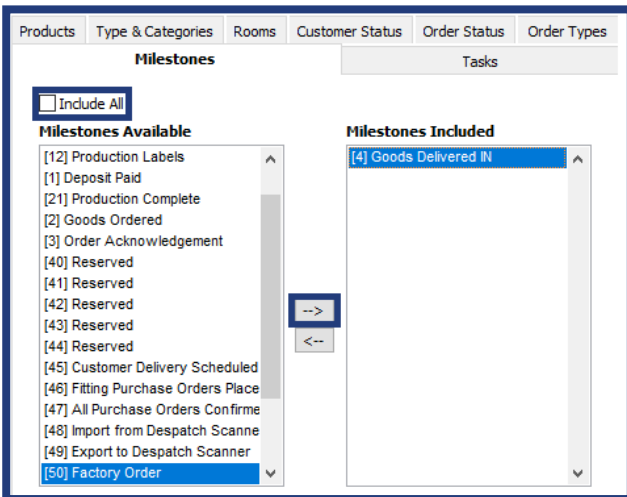 Products Type & Categories Rooms Customer Status Order Status Order Types
Milestones Tasks
Include All
Milestones Available
[12] Production Labels
[1] Deposit Paid
[21] Production Complete
[2] Goods Ordered
[3] Order Acknowledgement
[40] Reserved
[41] Reserved
[42] Reserved
[43] Reserved
[44] Reserved
[45] Customer Delivery Scheduled
[46] Fitting Purchase Orders Place
[47] All Purchase Orders Confirme
[48] Import from Despatch Scanne
[49] Export to Despatch Scanner
[50] Factory Order
-->
<--
Milestones Included
[4] Goods Delivered IN